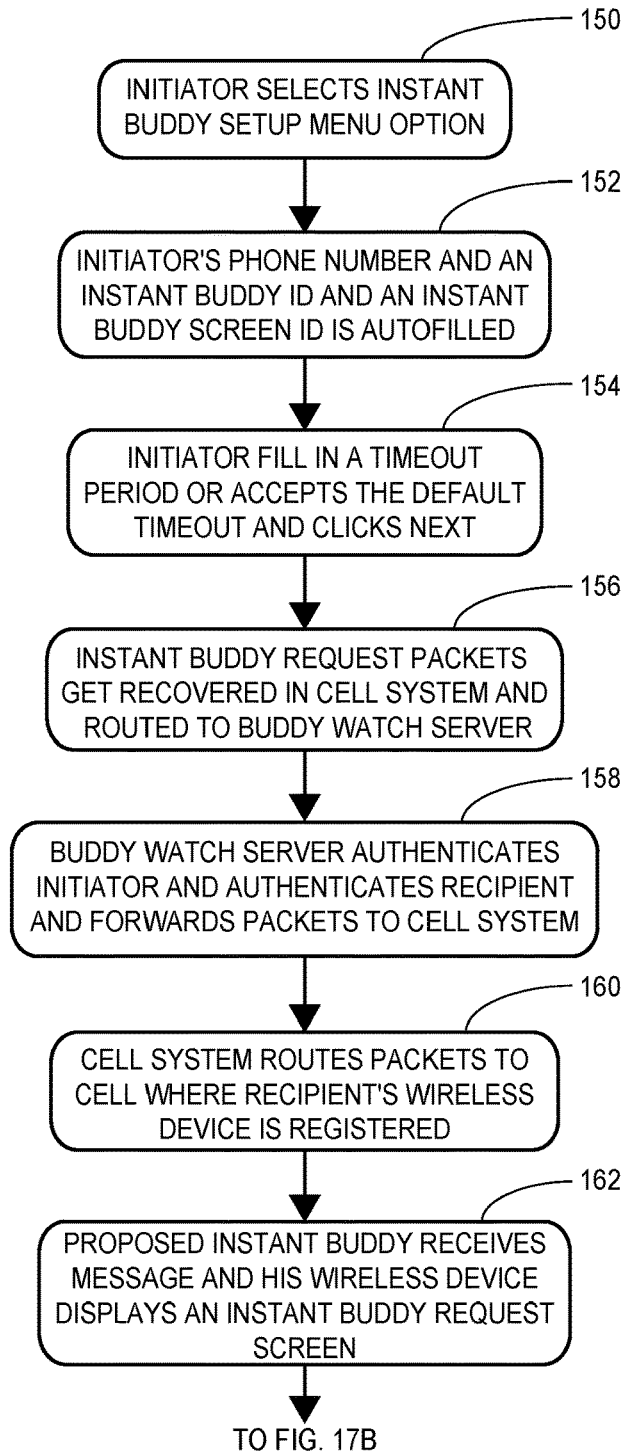 150
INITIATOR SELECTS INSTANT
BUDDY SETUP MENU OPTION
152
INITIATOR'S PHONE NUMBER AND AN
INSTANT BUDDY ID AND AN INSTANT
BUDDY SCREEN ID IS AUTOFILLED
154
INITIATOR FILL IN A TIMEOUT
PERIOD OR ACCEPTS THE DEFAULT
TIMEOUT AND CLICKS NEXT
156
INSTANT BUDDY REQUEST PACKETS
GET RECOVERED IN CELL SYSTEM AND
ROUTED TO BUDDY WATCH SERVER
158
BUDDY WATCH SERVER AUTHENTICATES
INITIATOR AND AUTHENTICATES RECIPIENT
AND FORWARDS PACKETS TO CELL SYSTEM
160
CELL SYSTEM ROUTES PACKETS TO
CELL WHERE RECIPIENT'S WIRELESS
DEVICE IS REGISTERED
162
PROPOSED INSTANT BUDDY RECEIVES
MESSAGE AND HIS WIRELESS DEVICE
DISPLAYS AN INSTANT BUDDY REQUEST
SCREEN
TO FIG. 17B